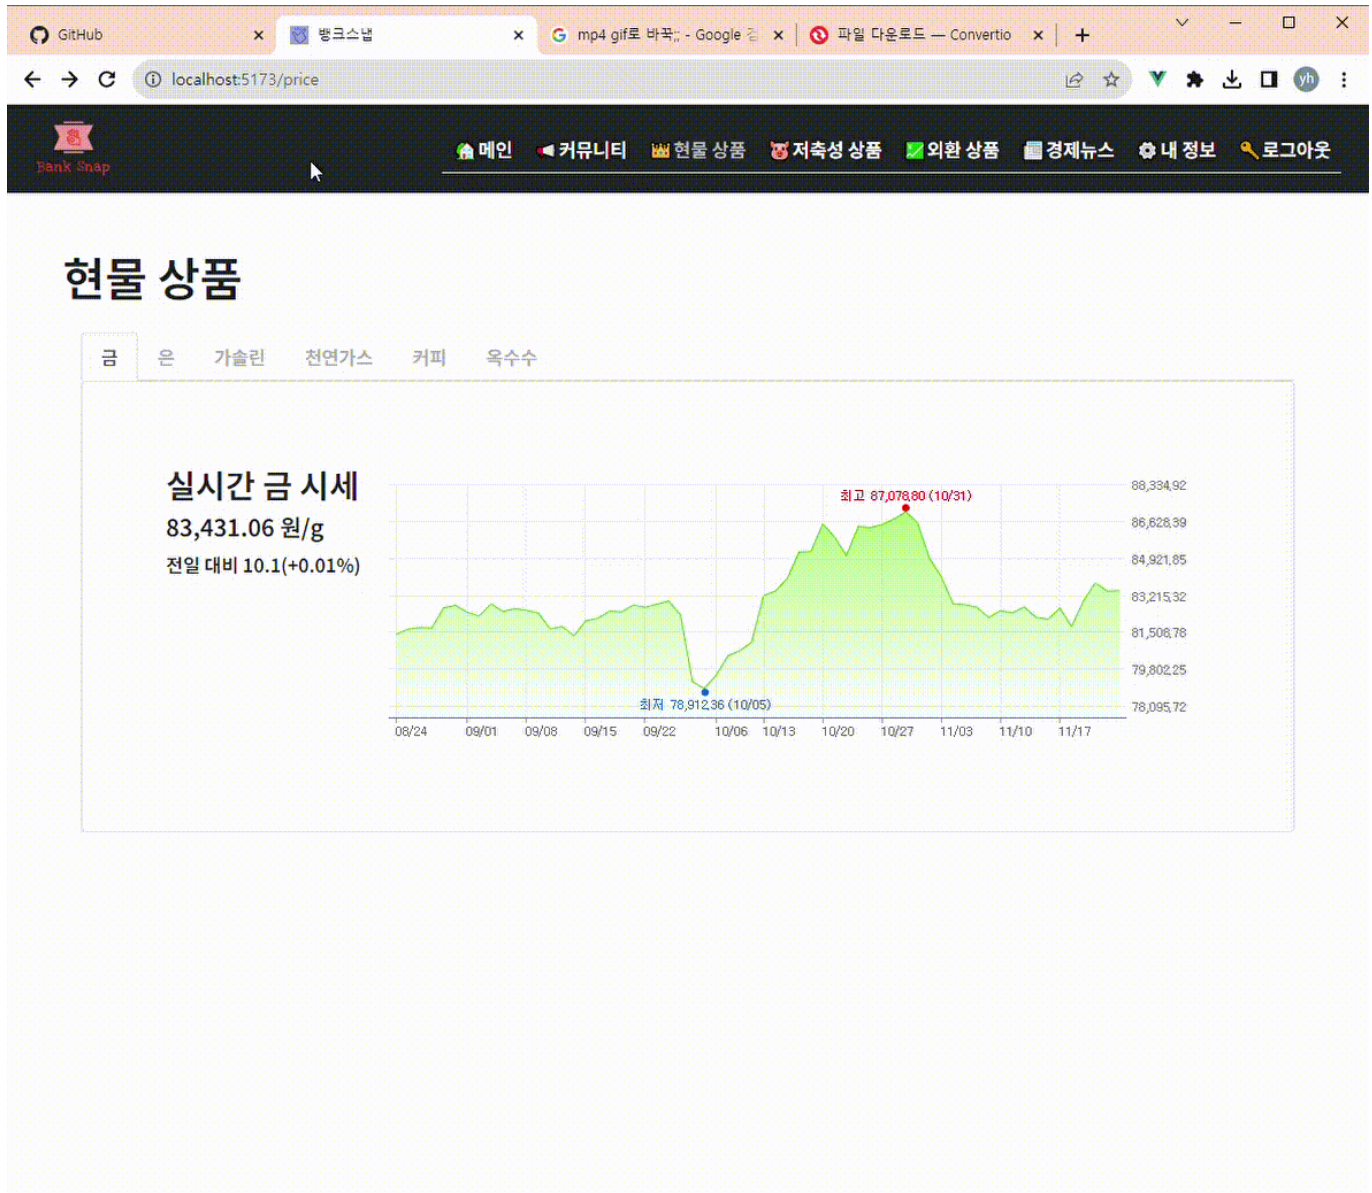 GitHub 뱅크스냅 mp4 gif로 바꾹;; - Google 파일 다운로드 — Convertio
localhost:5173/price yh
Bank Snap 메인 커뮤니티 현물 상품 저축성 상품 외환 상품 경제뉴스 내 정보 로그아웃
현물 상품
금 은 가솔린 천연가스 커피 옥수수
실시간 금 시세
83,431.06 원/g
전일 대비 10.1(+0.01%)
최고 87,078.80 (10/31)
최저 78,912.36 (10/05)
88,334.92
86,628.39
84,921.85
83,215.32
81,508.78
79,802.25
78,095.72
08/24 09/01 09/08 09/15 09/22 10/06 10/13 10/20 10/27 11/03 11/10 11/17